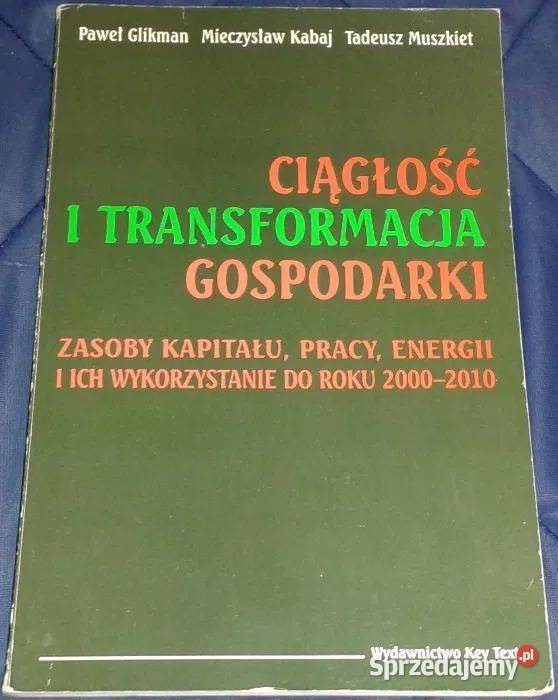 Paweł Glikman Mieczysław Kabaj Tadeusz Muszkiet
CIĄGŁOŚĆ
I TRANSFORMACJA
GOSPODARKI
ZASOBY KAPITAŁU, PRACY, ENERGII
I ICH WYKORZYSTANIE DO ROKU 2000–2010
Wydawnictwo Key Text
Sprzedajemy.pl